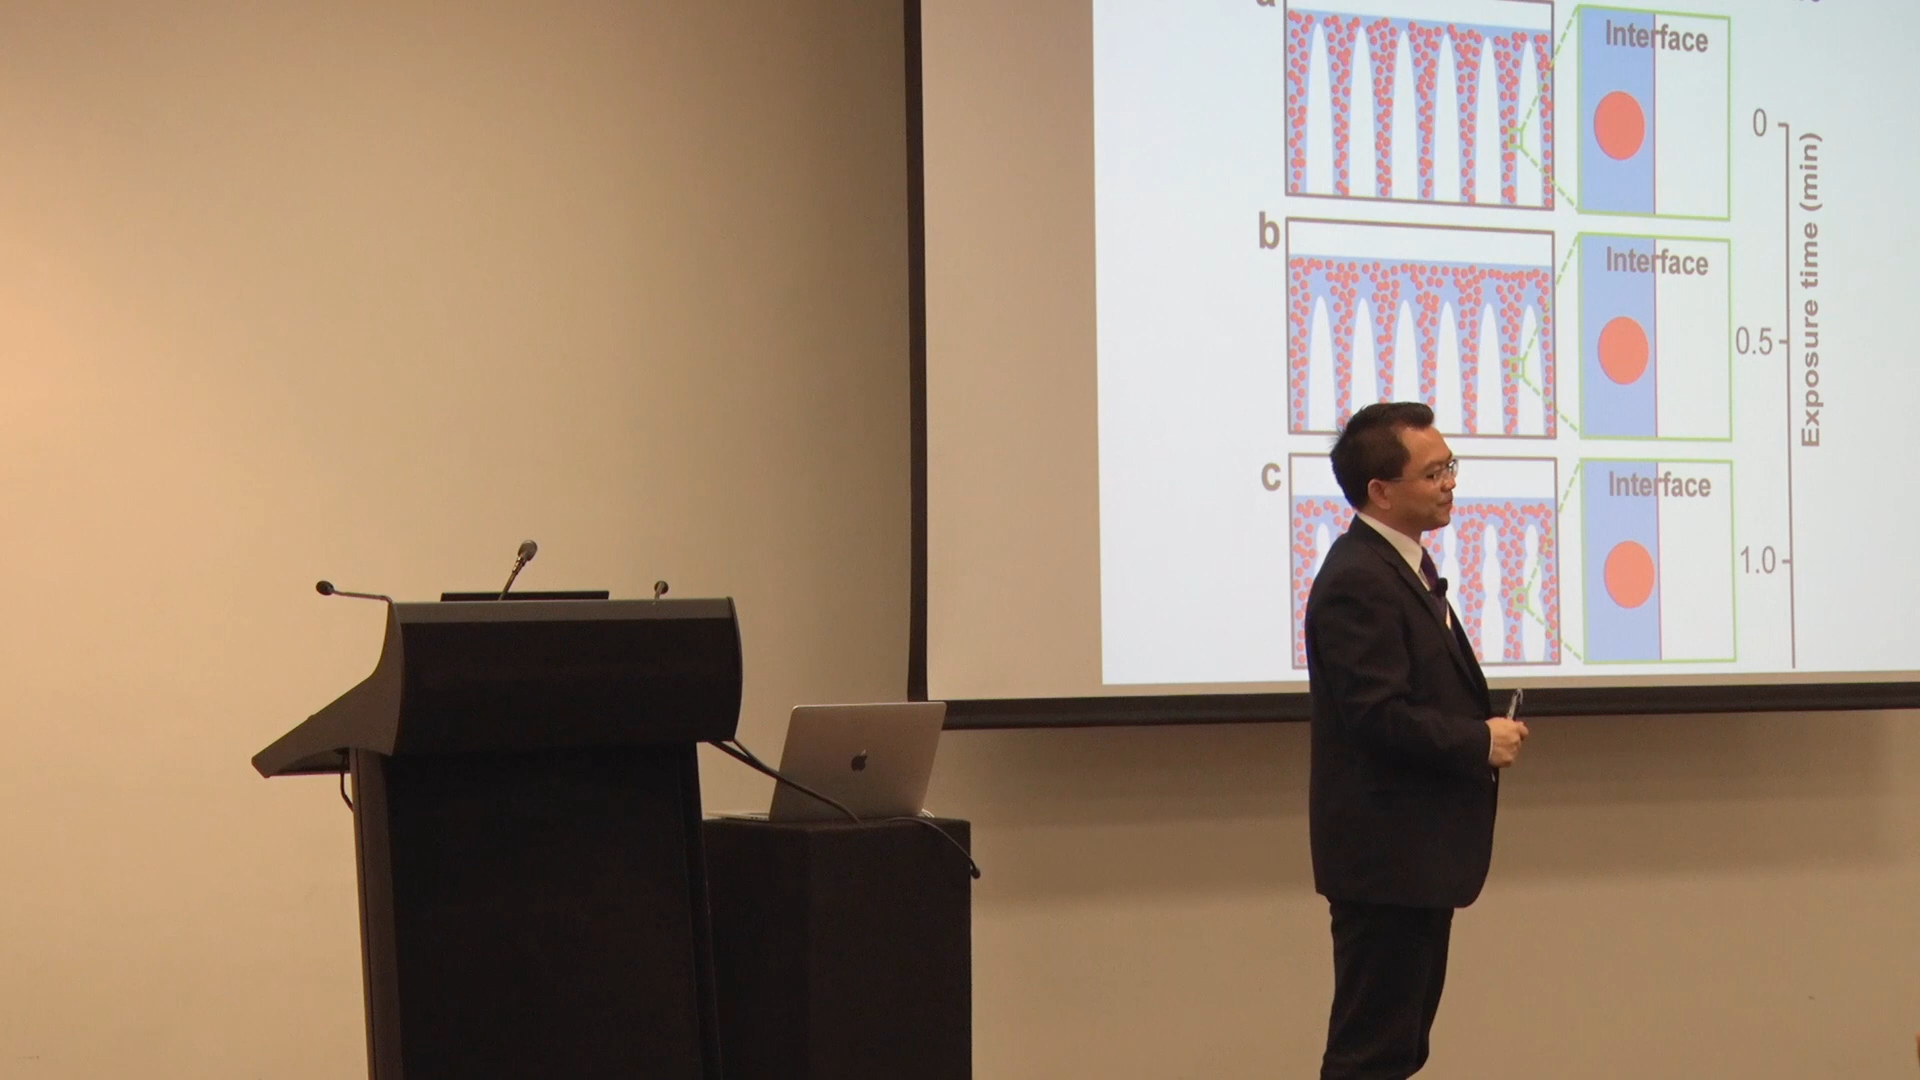 a
Interface
0
b
Interface
0.5
Exposure time (min)
c
Interface
1.0